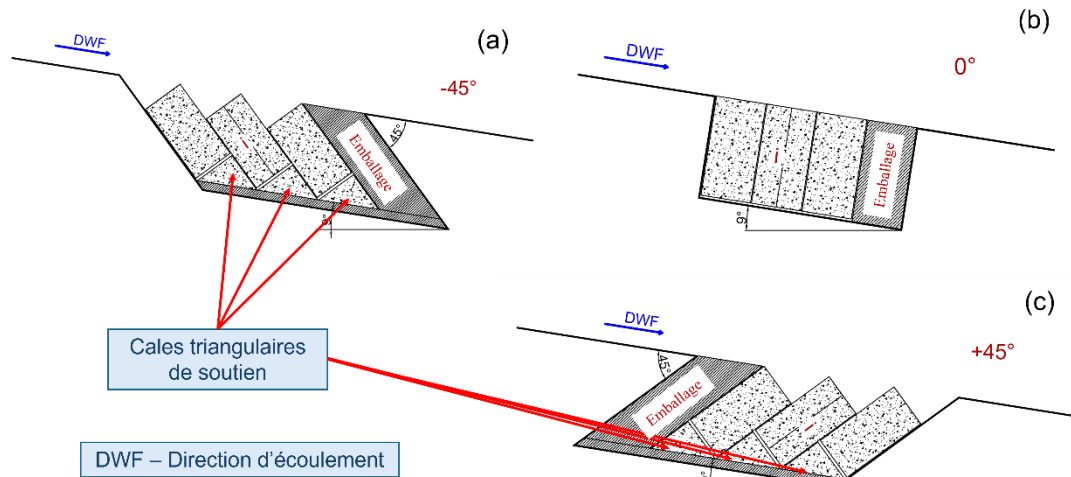 (a)
DWF
-45°
45°
i
Emballage
9°
(b)
DWF
0°
i
Emballage
9°
(c)
DWF
+45°
45°
Emballage
i
Cales triangulaires
de soutien
DWF – Direction d'écoulement